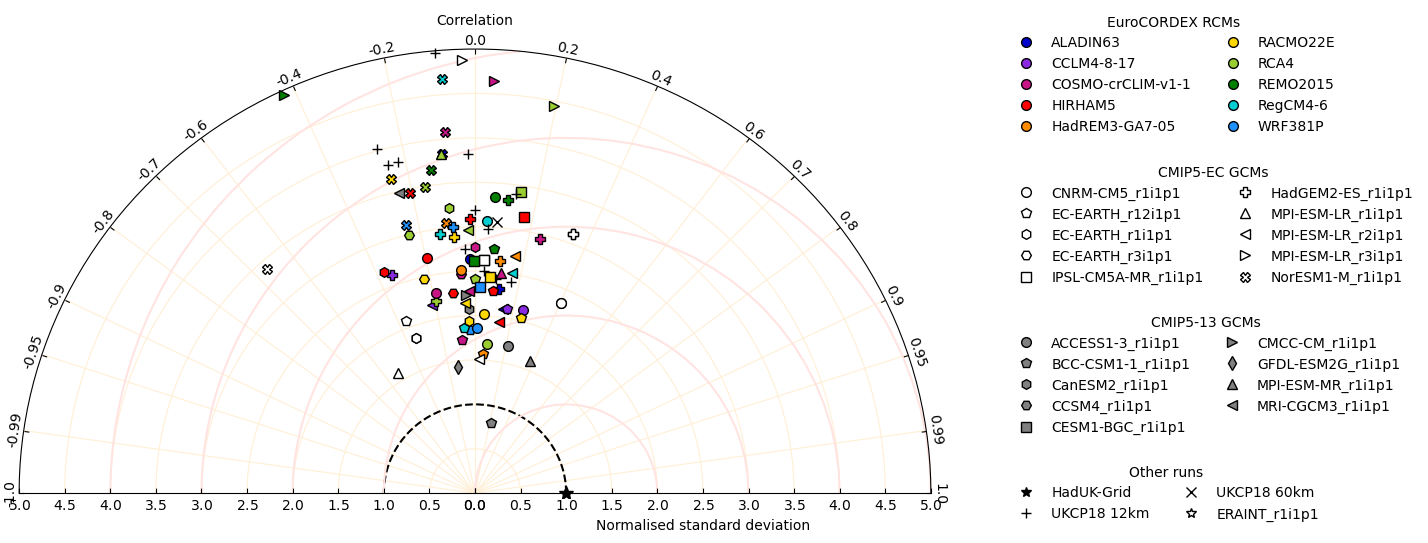 Correlation
0.0
-0.2
0.2
-0.4
0.4
-0.6
0.6
-0.7
0.7
-0.8
0.8
-0.9
0.9
-0.95
0.95
-0.99
0.99
-1.0
1.0
5.0 4.5 4.0 3.5 3.0 2.5 2.0 1.5 1.0 0.5 0.0 0.5 1.0 1.5 2.0 2.5 3.0 3.5 4.0 4.5 5.0
Normalised standard deviation
EuroCORDEX RCMs
ALADIN63 RACMO22E
CCLM4-8-17 RCA4
COSMO-crCLIM-v1-1 REMO2015
HIRHAM5 RegCM4-6
HadREM3-GA7-05 WRF381P
CMIP5-EC GCMs
CNRM-CM5_r1i1p1 HadGEM2-ES_r1i1p1
EC-EARTH_r12i1p1 MPI-ESM-LR_r1i1p1
EC-EARTH_r1i1p1 MPI-ESM-LR_r2i1p1
EC-EARTH_r3i1p1 MPI-ESM-LR_r3i1p1
IPSL-CM5A-MR_r1i1p1 NorESM1-M_r1i1p1
CMIP5-13 GCMs
ACCESS1-3_r1i1p1 CMCC-CM_r1i1p1
BCC-CSM1-1_r1i1p1 GFDL-ESM2G_r1i1p1
CanESM2_r1i1p1 MPI-ESM-MR_r1i1p1
CCSM4_r1i1p1 MRI-CGCM3_r1i1p1
CESM1-BGC_r1i1p1
Other runs
HadUK-Grid UKCP18 60km
UKCP18 12km ERAINT_r1i1p1